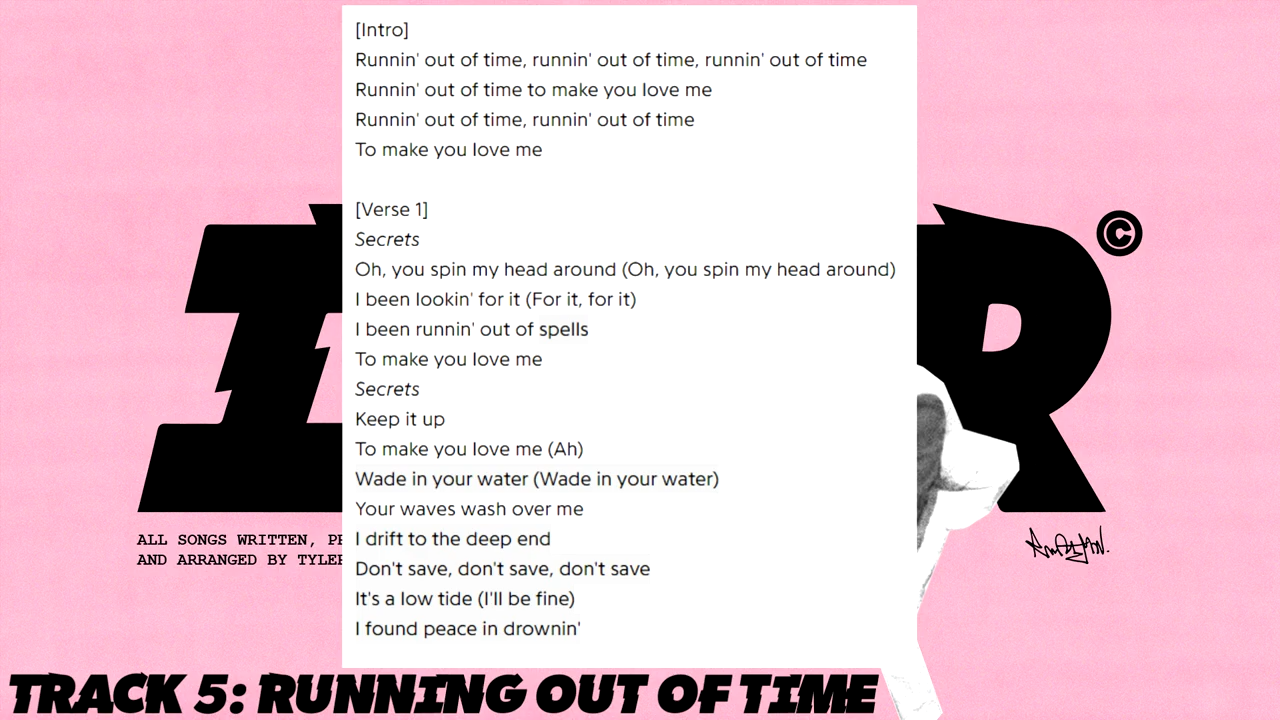 [Intro]
Runnin' out of time, runnin' out of time, runnin' out of time
Runnin' out of time to make you love me
Runnin' out of time, runnin' out of time
To make you love me
[Verse 1]
Secrets
Oh, you spin my head around (Oh, you spin my head around)
I been lookin' for it (For it, for it)
I been runnin' out of spells
To make you love me
Secrets
Keep it up
To make you love me (Ah)
Wade in your water (Wade in your water)
Your waves wash over me
I drift to the deep end
Don't save, don't save, don't save
It's a low tide (I'll be fine)
I found peace in drownin'
I R ©
ALL SONGS WRITTEN,
AND ARRANGED BY
TRACK 5: RUNNING OUT OF TIME